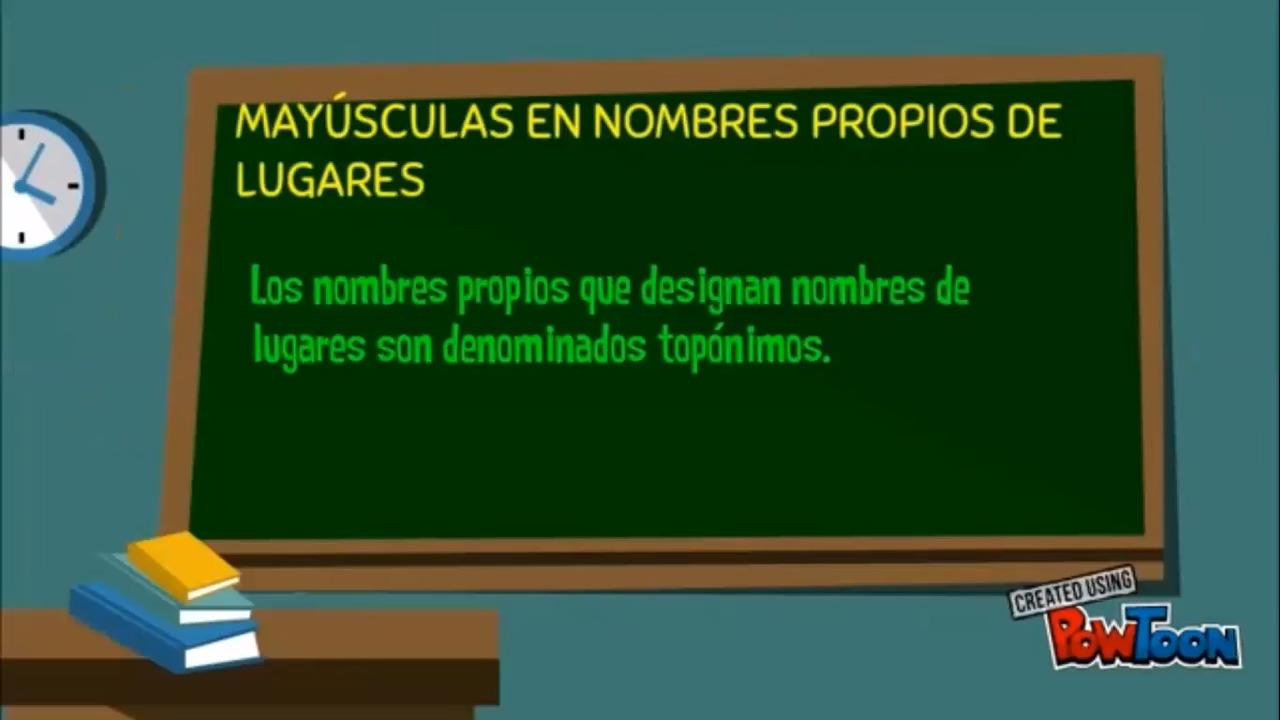 MAYÚSCULAS EN NOMBRES PROPIOS DE
LUGARES
Los nombres propios que designan nombres de
lugares son denominados topónimos.
CREATED USING
POWTOON